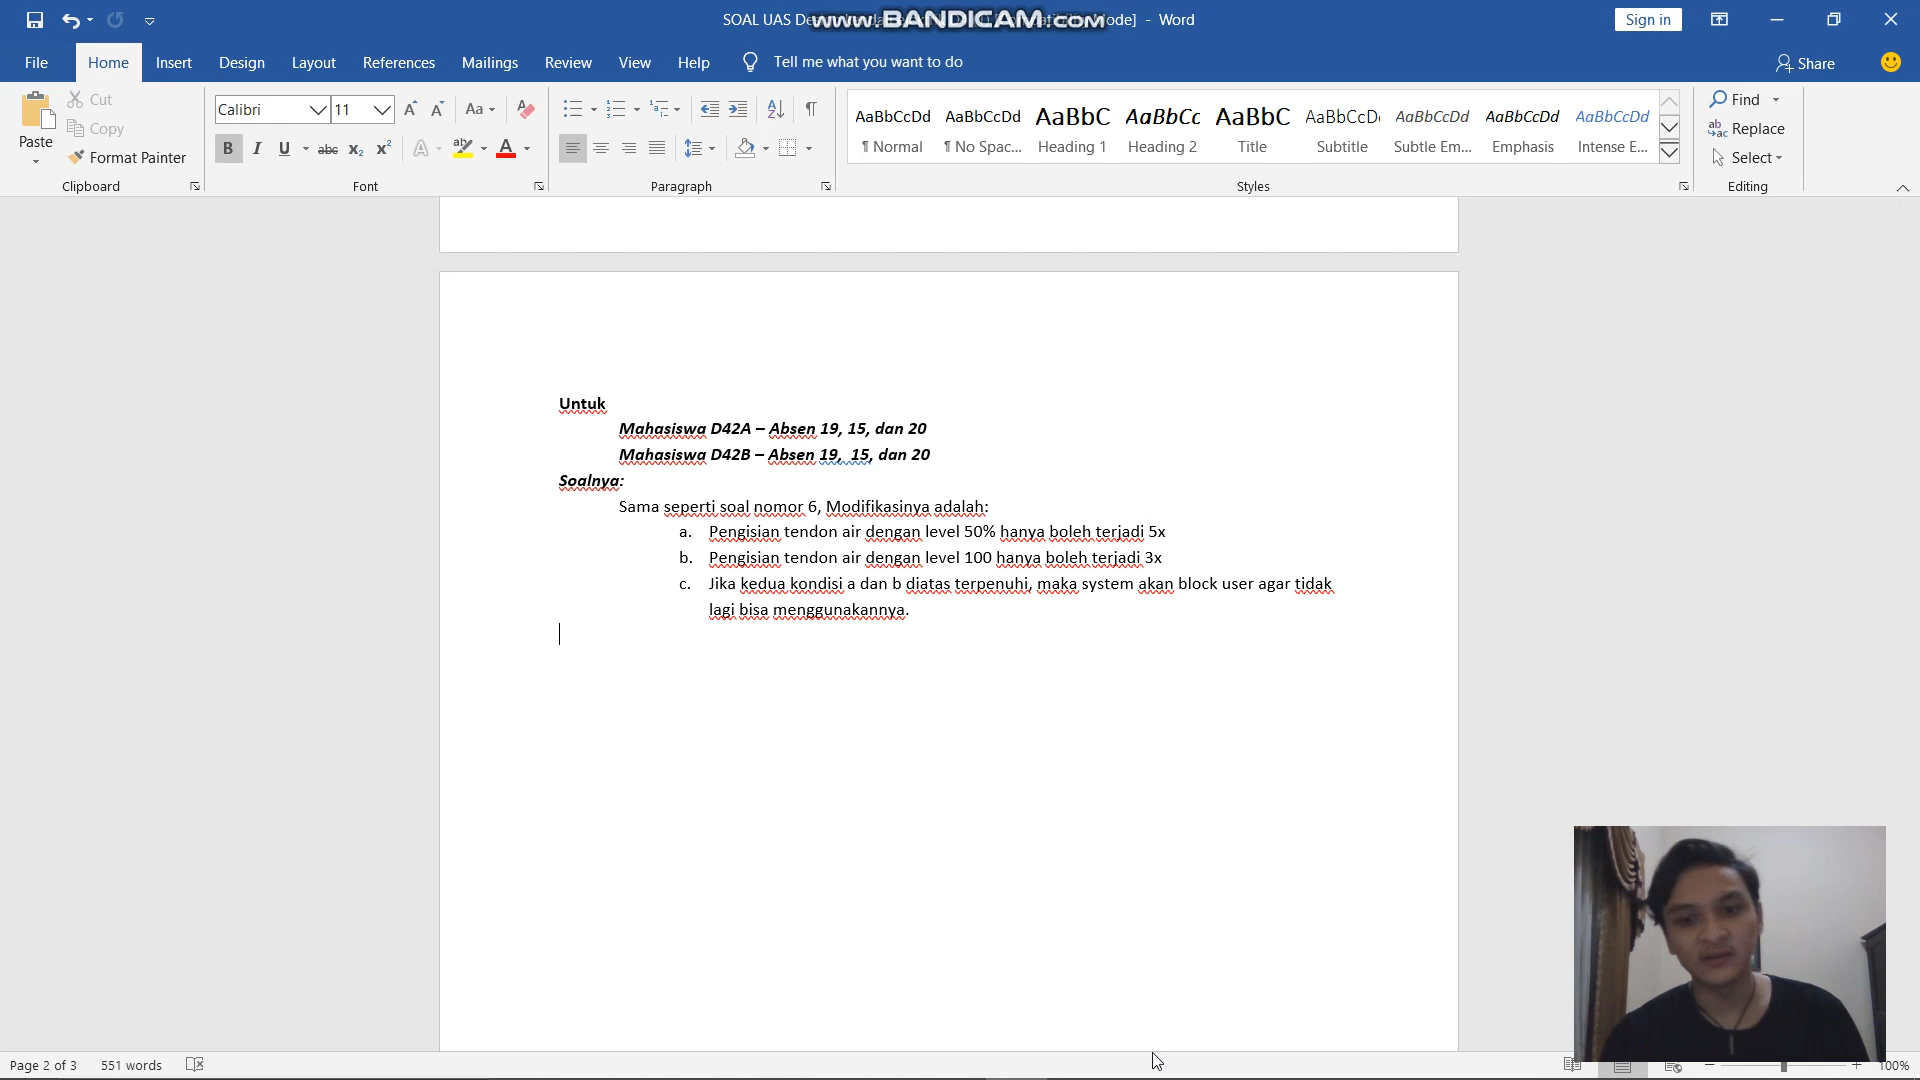 SOAL UAS De
www.BANDICAM.com
ode] - Word
Sign in
File Home Insert Design Layout References Mailings Review View Help Tell me what you want to do
Share
Paste
Cut
Copy
Format Painter
Clipboard
Calibri 11
Aa
B I U abc X₂ X² A ab A
Font
A Z ¶
Paragraph
AaBbCcDd AaBbCcDd AaBbC AaBbCc AaBbC AaBbCcD AaBbCcDd AaBbCcDd AaBbCcDd
¶ Normal ¶ No Spac... Heading 1 Heading 2 Title Subtitle Subtle Em... Emphasis Intense E...
Styles
Find
Replace
Select
Editing
Untuk
Mahasiswa D42A – Absen 19, 15, dan 20
Mahasiswa D42B – Absen 19, 15, dan 20
Soalnya:
Sama seperti soal nomor 6, Modifikasinya adalah:
a. Pengisian tendon air dengan level 50% hanya boleh terjadi 5x
b. Pengisian tendon air dengan level 100 hanya boleh terjadi 3x
c. Jika kedua kondisi a dan b diatas terpenuhi, maka system akan block user agar tidak
lagi bisa menggunakannya.
Page 2 of 3 551 words
100%